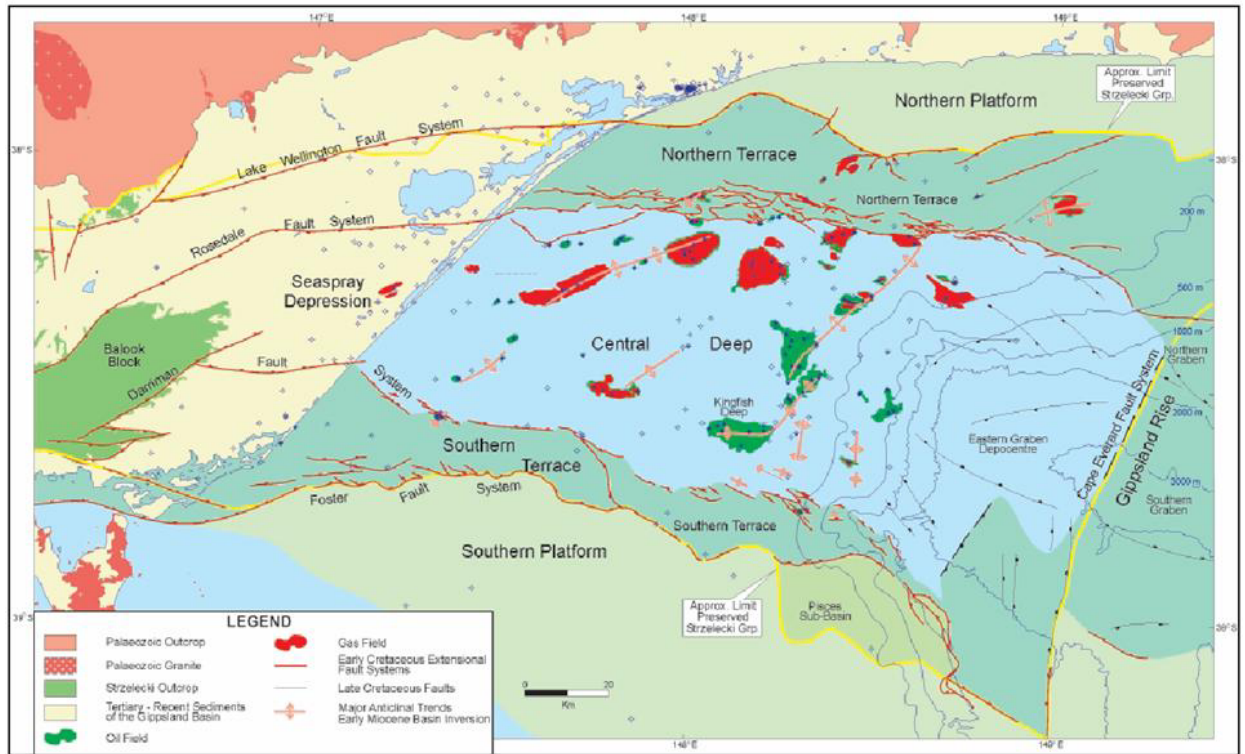 147°E
148°E
149°E
38°S
38°S
Approx. Limit
Preserved
Strzelecki Grp.
Northern Platform
Lake Wellington Fault System
Northern Terrace
Northern Terrace
200 m
Rosedale Fault System
Seaspray
Depression
500 m
1000 m
Balook
Block
Central Deep
Northern
Graben
Darriman Fault System
Kingfish
Deep
2000 m
Cape Everard Fault System
Gippsland Rise
Eastern Graben
Depocentre
Southern
Terrace
3000 m
Southern
Graben
Foster Fault System
Southern Terrace
Southern Platform
Approx. Limit
Preserved
Strzelecki Grp
Pisces
Sub-Basin
39°S
39°S
LEGEND
Palaeozoic Outcrop
Palaeozoic Granite
Strzelecki Outcrop
Tertiary - Recent Sediments
of the Gippsland Basin
Oil Field
Gas Field
Early Cretaceous Extensional
Fault Systems
Late Cretaceous Faults
Major Anticlinal Trends
Early Miocene Basin Inversion
0 20
Km
148°E
149°E